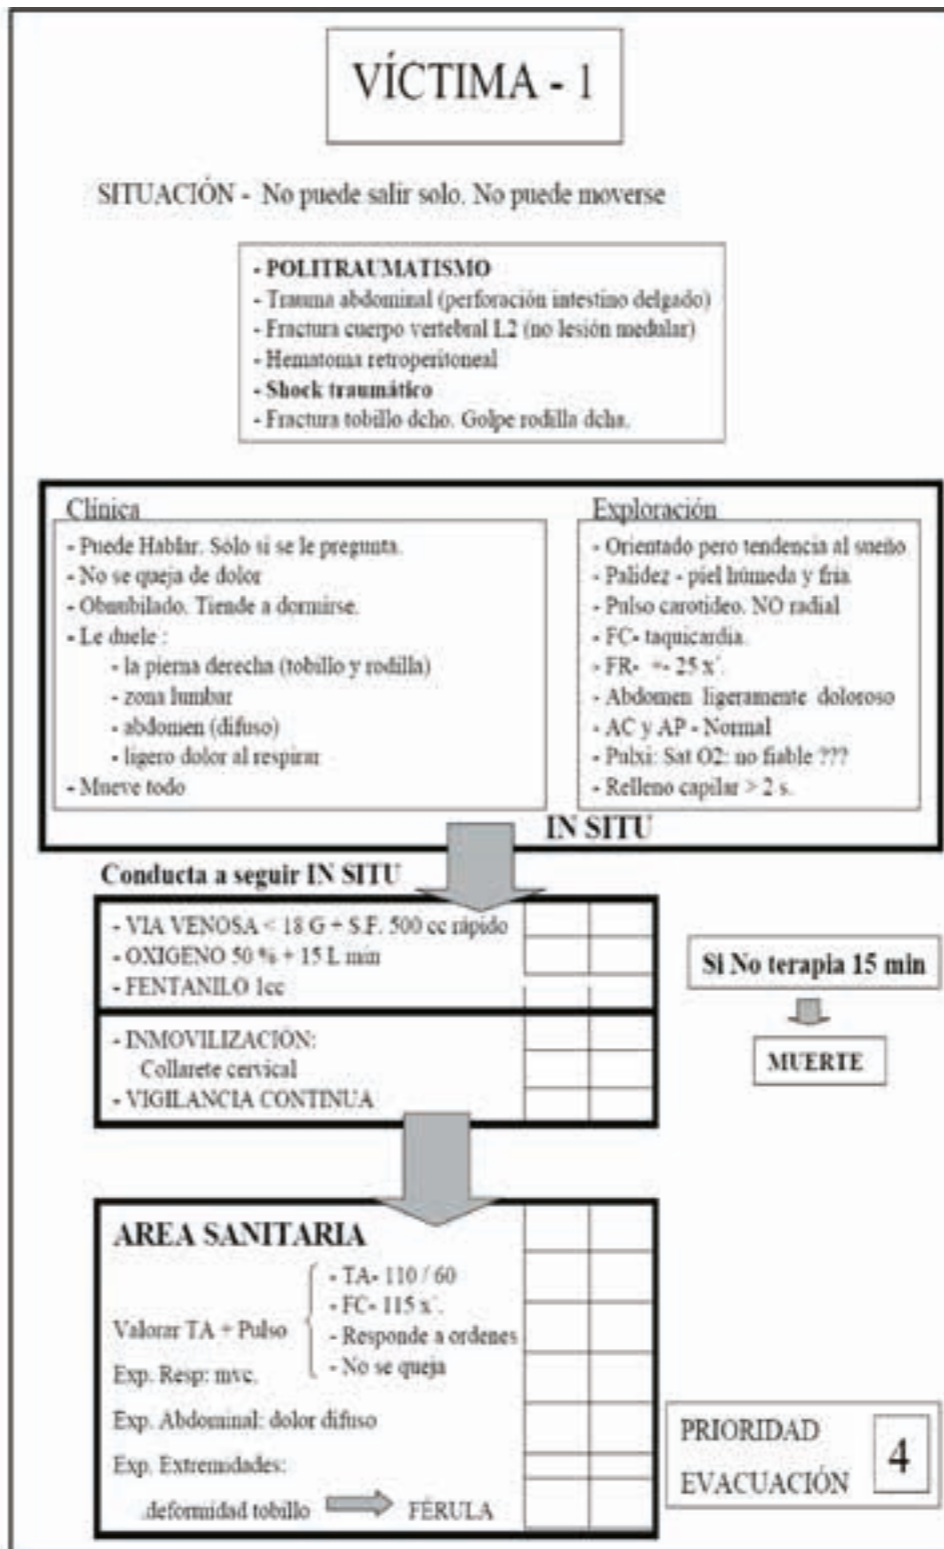 VÍCTIMA - 1
SITUACIÓN - No puede salir solo. No puede moverse
- POLITRAUMATISMO
- Trauma abdominal (perforación intestino delgado)
- Fractura cuerpo vertebral L2 (no lesión medular)
- Hematoma retroperitoneal
- Shock traumático
- Fractura tobillo dcho. Golpe rodilla dcha.
Clínica
- Puede Hablar. Sólo si se le pregunta.
- No se queja de dolor
- Obnubilado. Tiende a dormirse.
- Le duele :
- la pierna derecha (tobillo y rodilla)
- zona lumbar
- abdomen (difuso)
- ligero dolor al respirar
- Mueve todo
Exploración
- Orientado pero tendencia al sueño
- Palidez - piel húmeda y fria
- Pulso carotideo. NO radial
- FC- taquicardia.
- FR- +- 25 x´.
- Abdomen ligeramente doloroso
- AC y AP - Normal
- Pulxi: Sat O2: no fiable ???
- Relleno capilar > 2 s.
IN SITU
Conducta a seguir IN SITU
- VIA VENOSA < 18 G + S.F. 500 cc rápido
- OXIGENO 50 % + 15 L min
- FENTANILO 1cc
- INMOVILIZACIÓN:
Collarete cervical
- VIGILANCIA CONTINUA
Si No terapia 15 min
MUERTE
AREA SANITARIA
Valorar TA + Pulso
- TA- 110 / 60
- FC- 115 x´.
- Responde a ordenes
- No se queja
Exp. Resp: mvc.
Exp. Abdominal: dolor difuso
Exp. Extremidades:
.deformidad tobillo FÉRULA
PRIORIDAD
EVACUACIÓN
4